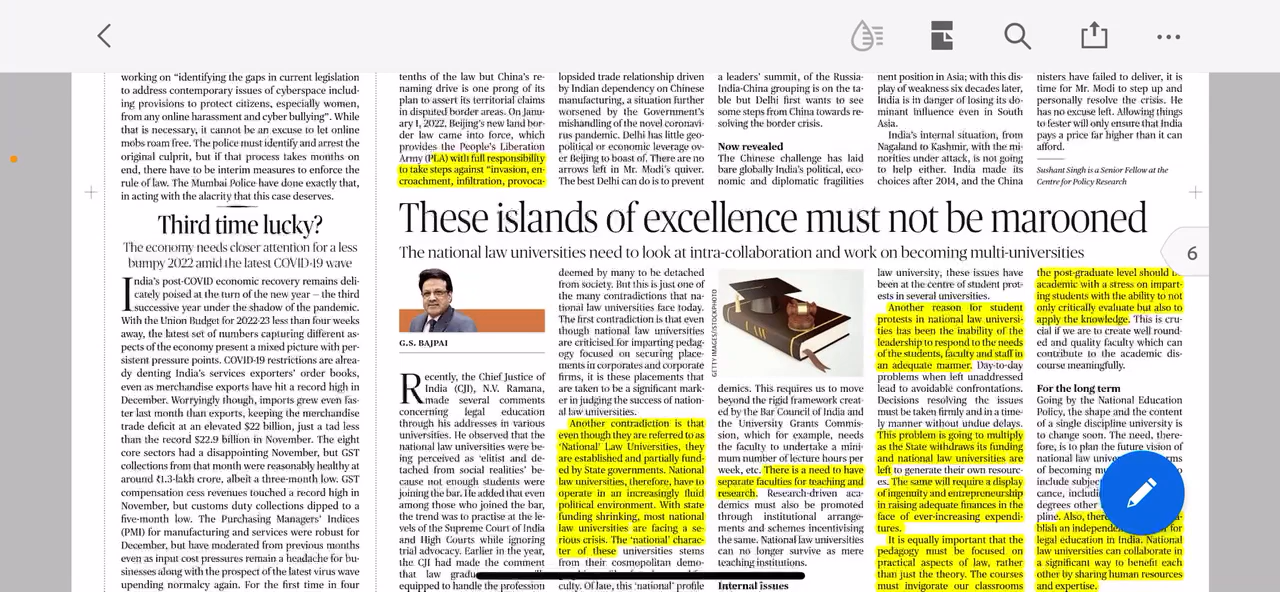 working on "identifying the gaps in current legislation
to address contemporary issues of cyberspace includ-
ing provisions to protect citizens, especially women,
from any online harassment and cyber bullying". While
that is necessary, it cannot be an excuse to let online
mobs roam free. The police must identify and arrest the
original culprit, but if that process takes months on
end, there have to be interim measures to enforce the
rule of law. The Mumbai Police have done exactly that,
in acting with the alacrity that this case deserves.
Third time lucky?
The economy needs closer attention for a less
bumpy 2022 amid the latest COVID-19 wave
India's post-COVID economic recovery remains deli-
cately poised at the turn of the new year – the third
successive year under the shadow of the pandemic.
With the Union Budget for 2022-23 less than four weeks
away, the latest set of numbers capturing different as-
pects of the economy present a mixed picture with per-
sistent pressure points. COVID-19 restrictions are alrea-
dy denting India's services exporters' order books,
even as merchandise exports have hit a record high in
December. Worryingly though, imports grew even fas-
ter last month than exports, keeping the merchandise
trade deficit at an elevated $22 billion, just a tad less
than the record $22.9 billion in November. The eight
core sectors had a disappointing November, but GST
collections from that month were reasonably healthy at
around ₹1.3-lakh crore, albeit a three-month low. GST
compensation cess revenues touched a record high in
November, but customs duty collections dipped to a
five-month low. The Purchasing Managers' Indices
(PMI) for manufacturing and services were robust for
December, but have moderated from previous months
even as input cost pressures remain a headache for bu-
sinesses along with the prospect of the latest virus wave
upending normalcy again. For the first time in four
tenths of the law but China's re-
naming drive is one prong of its
plan to assert its territorial claims
in disputed border areas. On Janu-
ary 1, 2022, Beijing's new land bor-
der law came into force, which
provides the People's Liberation
Army (PLA) with full responsibility
to take steps against "invasion, en-
croachment, infiltration, provoca-
lopsided trade relationship driven
by Indian dependency on Chinese
manufacturing, a situation further
worsened by the Government's
mishandling of the novel coronavi-
rus pandemic. Delhi has little geo-
political or economic leverage ov-
er Beijing to boast of. There are no
arrows left in Mr. Modi's quiver.
The best Delhi can do is to prevent
a leaders' summit, of the Russia-
India-China grouping is on the ta-
ble but Delhi first wants to see
some steps from China towards re-
solving the border crisis.
Now revealed
The Chinese challenge has laid
bare globally India's political, eco-
nomic and diplomatic fragilities
nent position in Asia; with this dis-
play of weakness six decades later,
India is in danger of losing its do-
minant influence even in South
Asia.
India's internal situation, from
Nagaland to Kashmir, with the mi-
norities under attack, is not going
to help either. India made its
choices after 2014, and the China
nisters have failed to deliver, it is
time for Mr. Modi to step up and
personally resolve the crisis. He
has no excuse left. Allowing things
to fester will only ensure that India
pays a price far higher than it can
afford.
Sushant Singh is a Senior Fellow at the
Centre for Policy Research
These islands of excellence must not be marooned
The national law universities need to look at intra-collaboration and work on becoming multi-universities
6
G.S. BAJPAI
Recently, the Chief Justice of
India (CJI), N.V. Ramana,
made several comments
concerning legal education
through his addresses in various
universities. He observed that the
national law universities were be-
ing perceived as 'elitist and de-
tached from social realities' be-
cause not enough students were
joining the bar. He added that even
among those who joined the bar,
the trend was to practise at the le-
vels of the Supreme Court of India
and High Courts while ignoring
trial advocacy. Earlier in the year,
the CJI had made the comment
that law
equipped to handle the profession
deemed by many to be detached
from society. But this is just one of
the many contradictions that na-
tional law universities face today.
The first contradiction is that even
though national law universities
are criticised for imparting pedag-
ogy focused on securing place-
ments in corporates and corporate
firms, it is these placements that
are taken to be a significant mark-
er in judging the success of nation-
al law universities.
Another contradiction is that
even though they are referred to as
'National' Law Universities, they
are established and partially fund-
ed by State governments. National
law universities, therefore, have to
operate in an increasingly fluid
political environment. With state
funding shrinking, most national
law universities are facing a se-
rious crisis. The 'national' charac-
ter of these universities stems
from their cosmopolitan demo-
culty. Of late, this 'national' profile
GETTY IMAGES/ISTOCKPHOTO
LAW
demics. This requires us to move
beyond the rigid framework creat-
ed by the Bar Council of India and
the University Grants Commis-
sion, which for example, needs
the faculty to undertake a mini-
mum number of lecture hours per
week, etc. There is a need to have
separate faculties for teaching and
research. Research-driven aca-
demics must also be promoted
through institutional arrange-
ments and schemes incentivising
the same. National law universities
can no longer survive as mere
teaching institutions.
Internal issues
law university, these issues have
been at the centre of student prot-
ests in several universities.
Another reason for student
protests in national law universi-
ties has been the inability of the
leadership to respond to the needs
of the students, faculty and staff in
an adequate manner. Day-to-day
problems when left unaddressed
lead to avoidable confrontations.
Decisions resolving the issues
must be taken firmly and in a time-
ly manner without undue delays.
This problem is going to multiply
as the State withdraws its funding
and national law universities are
left to generate their own resourc-
es. The same will require a display
of ingenuity and entrepreneurship
in raising adequate finances in the
face of ever-increasing expendi-
tures.
It is equally important that the
pedagogy must be focused on
practical aspects of law, rather
than just the theory. The courses
must invigorate our classrooms
the post-graduate level should be
academic with a stress on impart-
ing students with the ability to not
only critically evaluate but also to
apply the knowledge. This is cru-
cial if we are to create well round-
ed and quality faculty which can
contribute to the academic dis-
course meaningfully.
For the long term
Going by the National Education
Policy, the shape and the content
of a single discipline university is
to change soon. The need, there-
fore, is to plan the future vision of
national law
of becoming
include
cance,
degrees other
pline. Also,
blish an for
legal education in India. National
law universities can collaborate in
a significant way to benefit each
other by sharing human resources
and expertise.